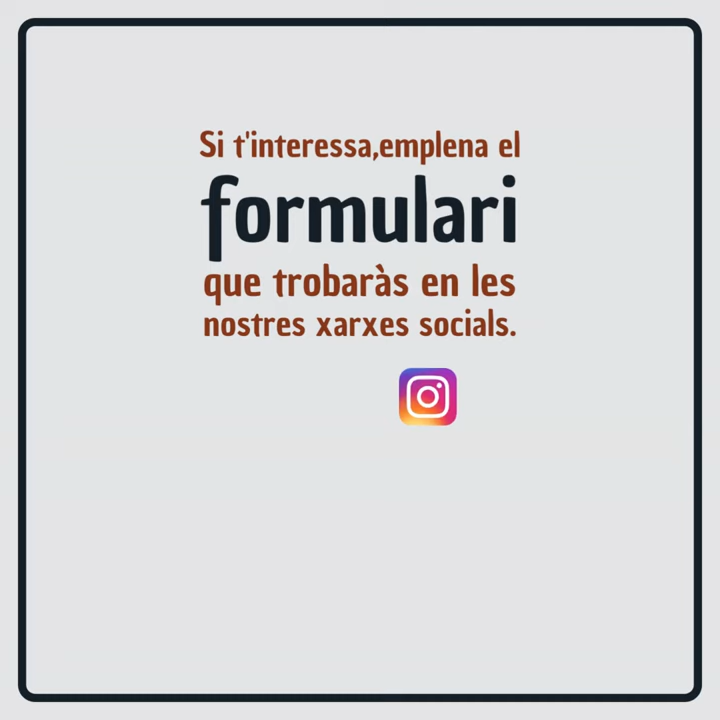 Si t'interessa,emplena el
formulari
que trobaràs en les
nostres xarxes socials.